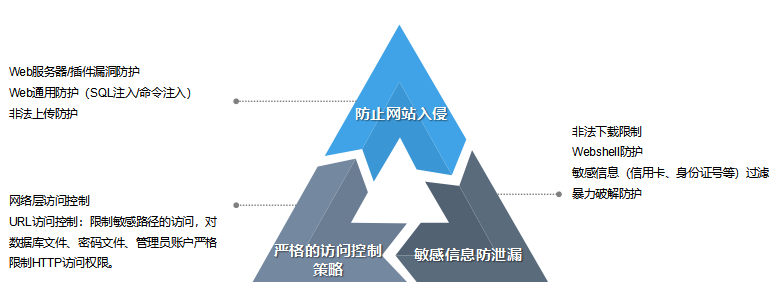 Web服务器/插件漏洞防护
Web通用防护（SQL注入/命令注入）
非法上传防护
防止网站入侵
非法下载限制
Webshell防护
敏感信息（信用卡、身份证号等）过滤
暴力破解防护
网络层访问控制
URL访问控制：限制敏感路径的访问，对
数据库文件、密码文件、管理员账户严格
限制HTTP访问权限。
严格的访问控制
策略
敏感信息防泄漏